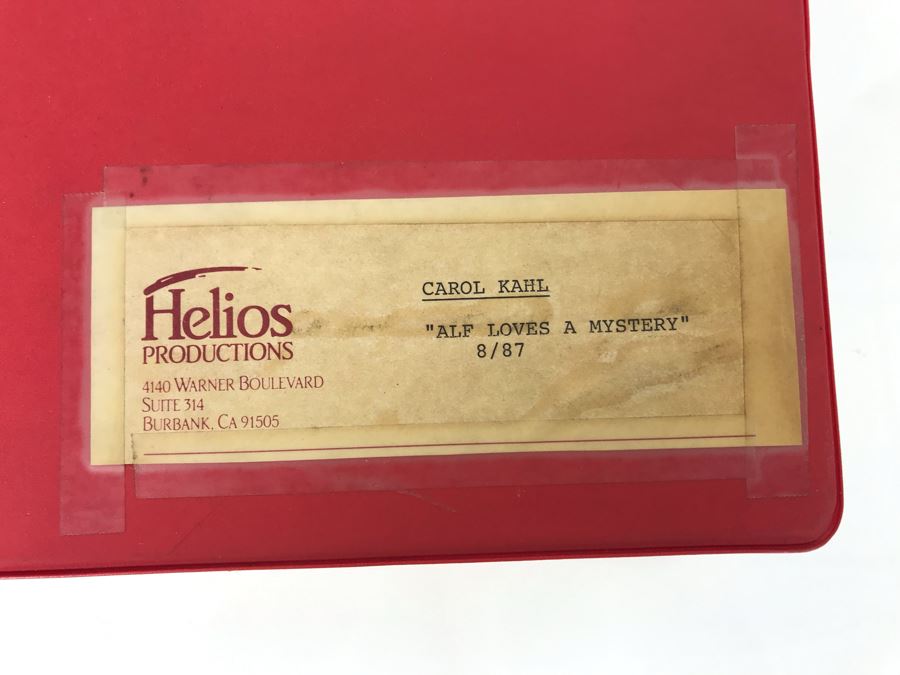 Helios
PRODUCTIONS
4140 WARNER BOULEVARD
SUITE 314
BURBANK, CA 91505
CAROL KAHL
"ALF LOVES A MYSTERY"
8/87